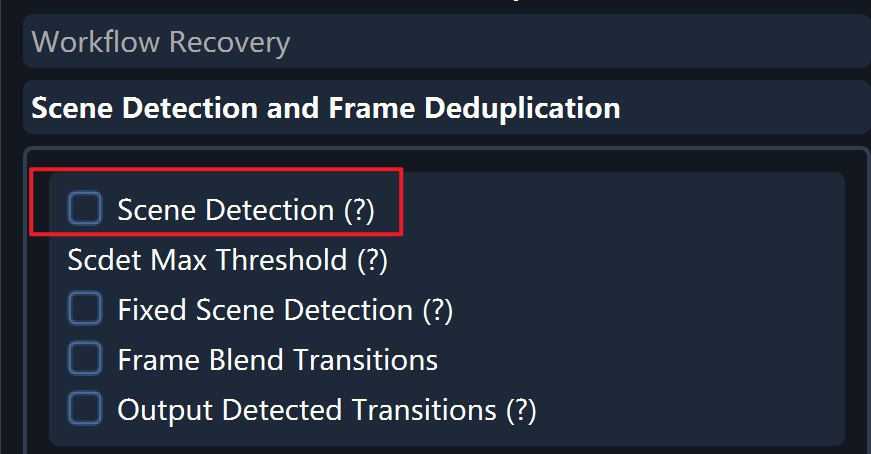 Workflow Recovery
Scene Detection and Frame Deduplication
Scene Detection (?)
Scdet Max Threshold (?)
Fixed Scene Detection (?)
Frame Blend Transitions
Output Detected Transitions (?)